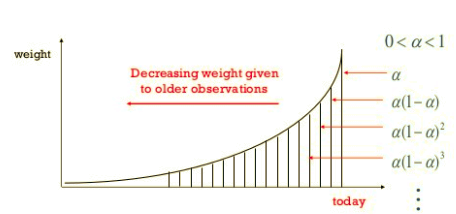 0 < α < 1
weight
Decreasing weight given
to older observations
α
α(1−α)
α(1−α)²
α(1−α)³
today
⋮